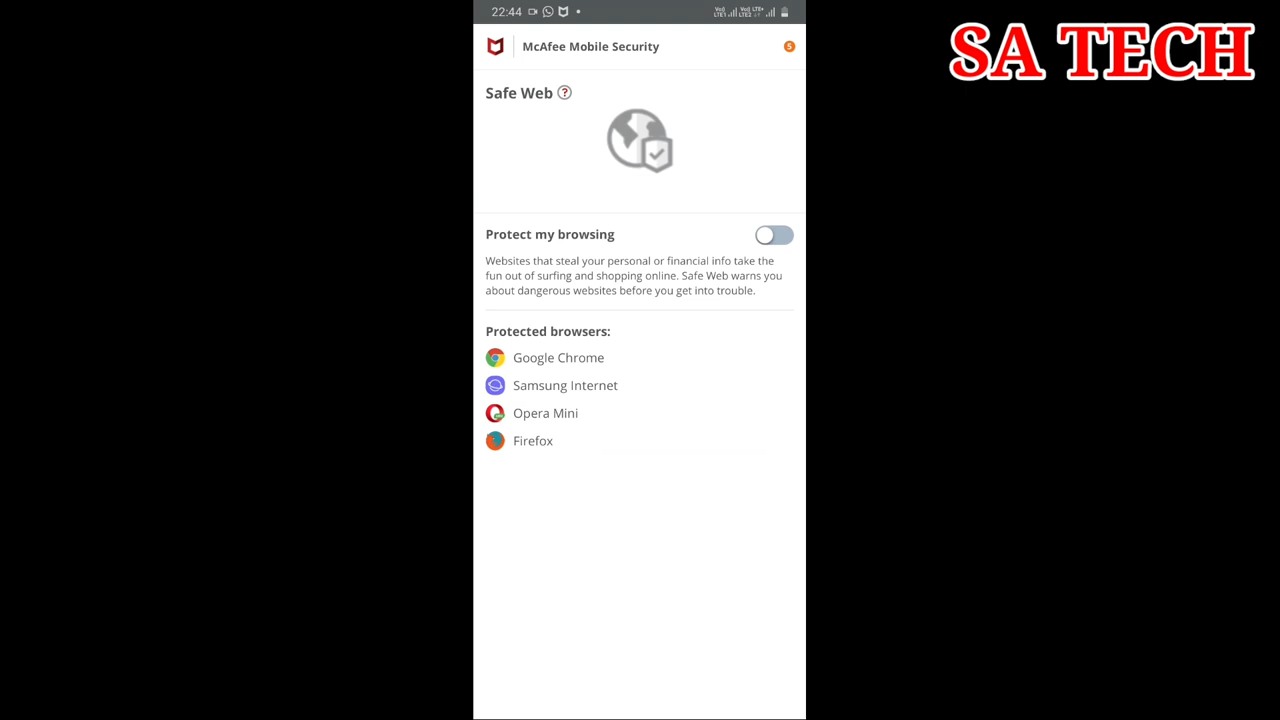 22:44
SA TECH
McAfee Mobile Security
5
Safe Web ?
Protect my browsing
Websites that steal your personal or financial info take the
fun out of surfing and shopping online. Safe Web warns you
about dangerous websites before you get into trouble.
Protected browsers:
Google Chrome
Samsung Internet
Opera Mini
Firefox